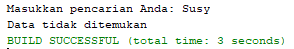 Masukkan pencarian Anda: Susy
Data tidak ditemukan
BUILD SUCCESSFUL (total time: 3 seconds)